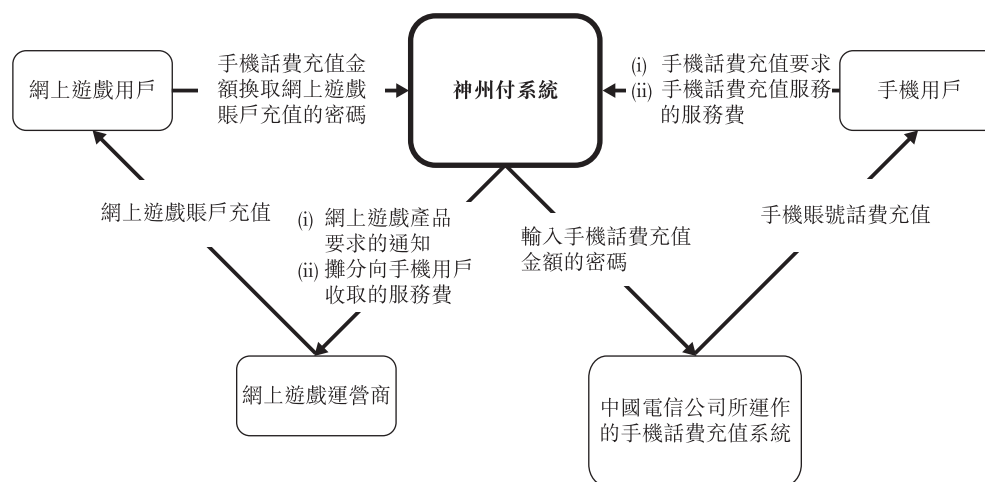 網上遊戲用戶
手機話費充值金
額換取網上遊戲
賬戶充值的密碼
神州付系統
(i) 手機話費充值要求
(ii) 手機話費充值服務
的服務費
手機用戶
網上遊戲賬戶充值
(i) 網上遊戲產品
要求的通知
(ii) 攤分向手機用戶
收取的服務費
輸入手機話費充值
金額的密碼
手機賬號話費充值
網上遊戲運營商
中國電信公司所運作
的手機話費充值系統